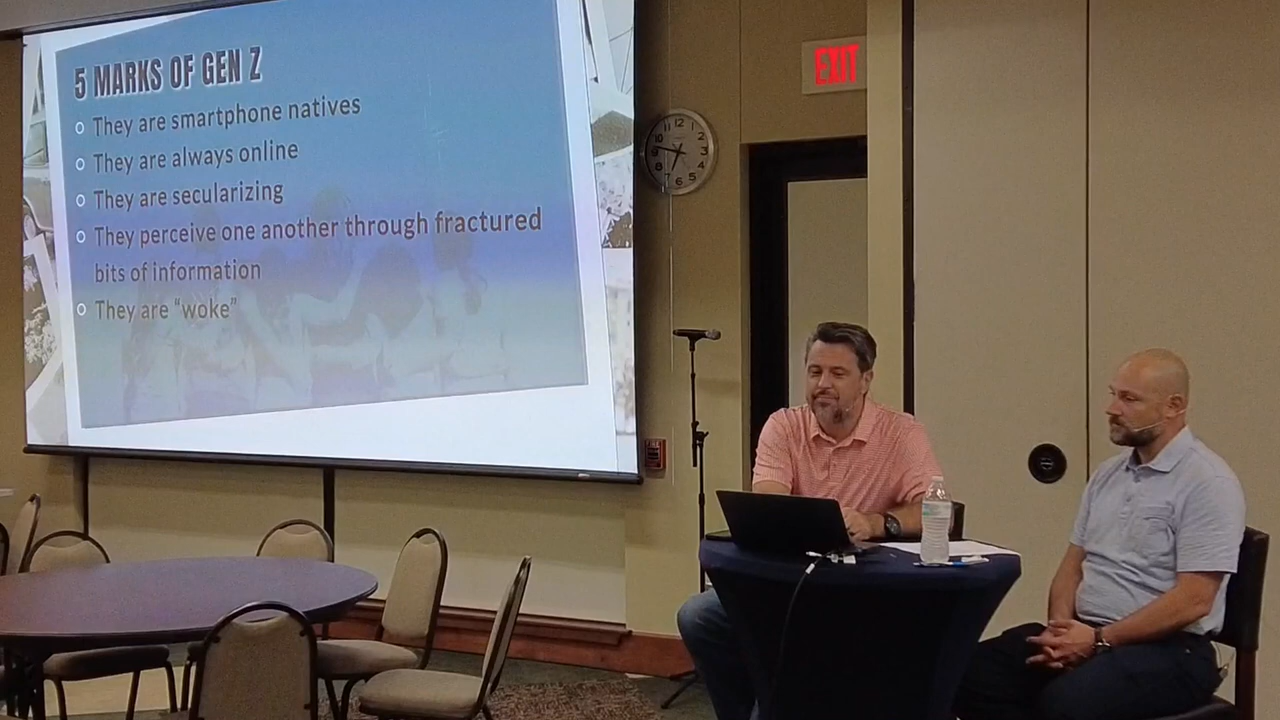 5 MARKS OF GEN Z
They are smartphone natives
They are always online
They are secularizing
They perceive one another through fractured
bits of information
They are "woke"
EXIT
12